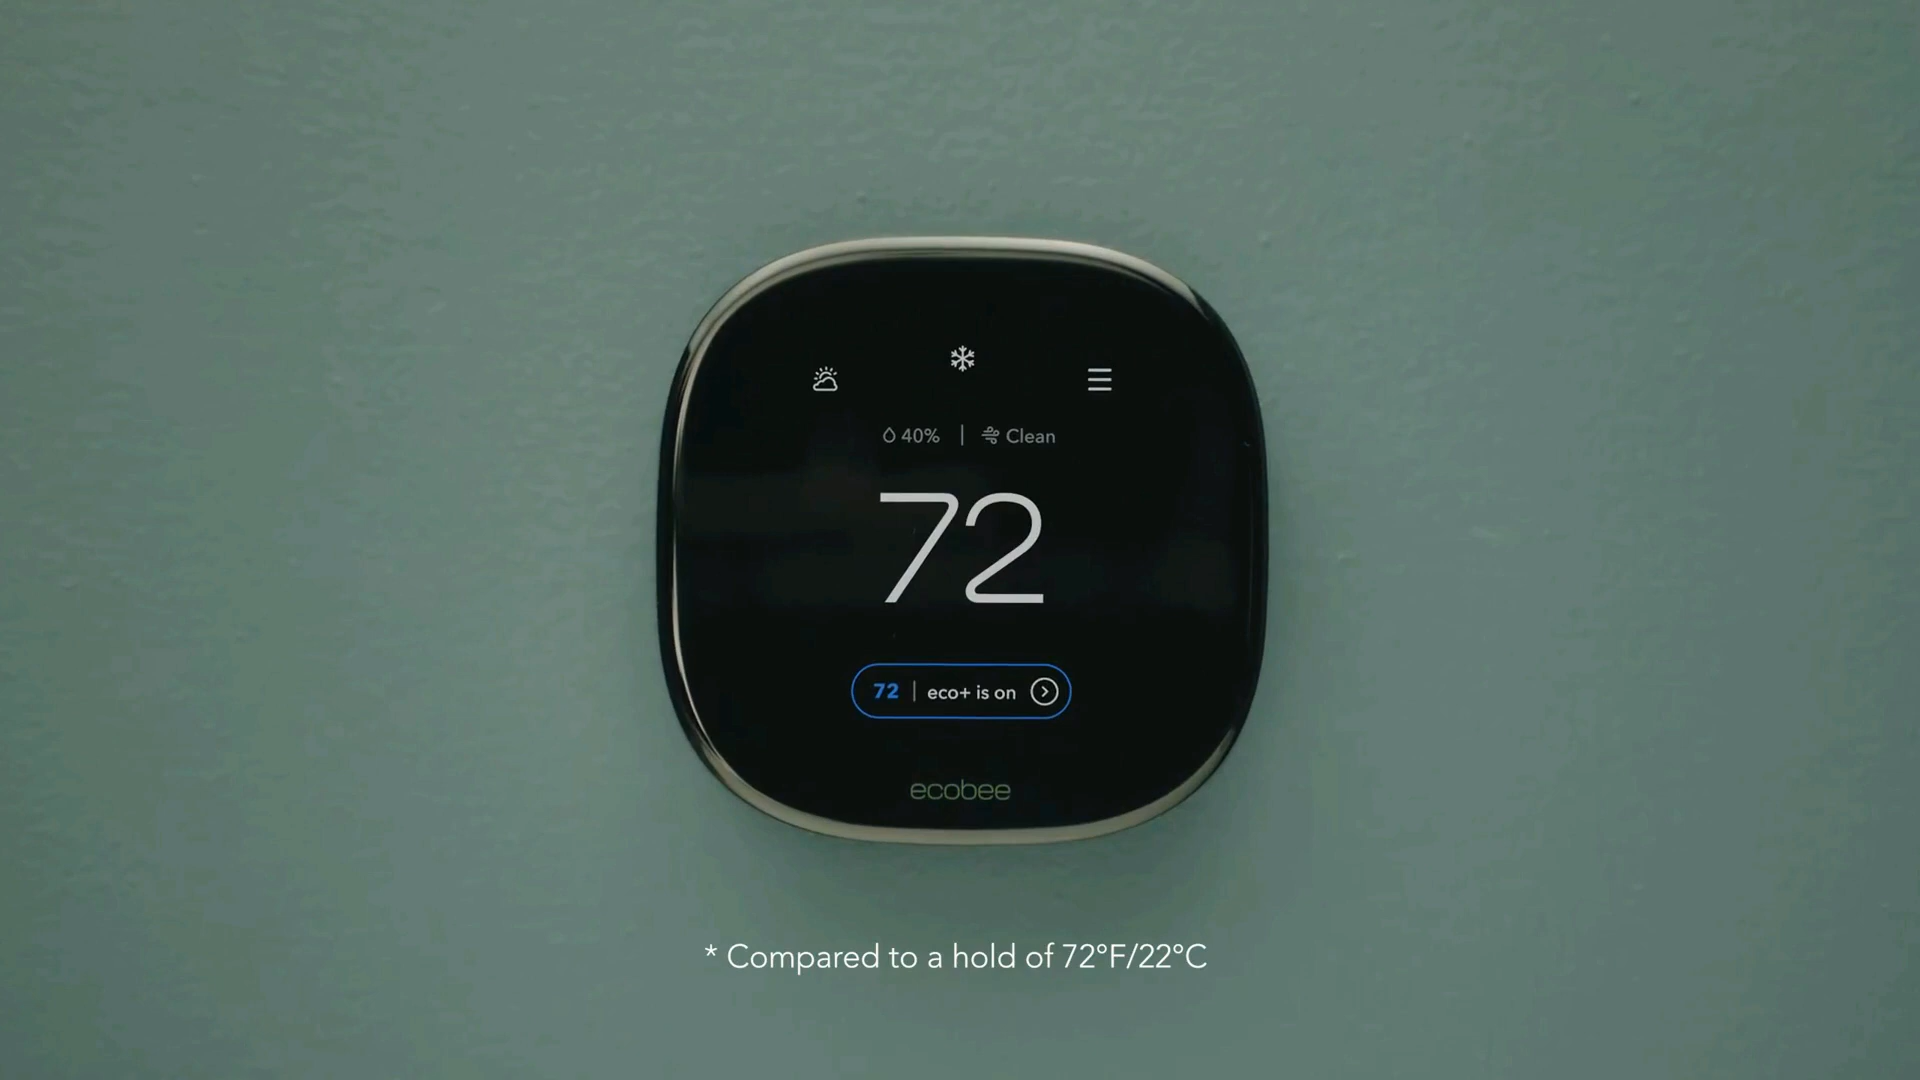 40% | Clean
72
72 | eco+ is on
ecobee
* Compared to a hold of 72°F/22°C